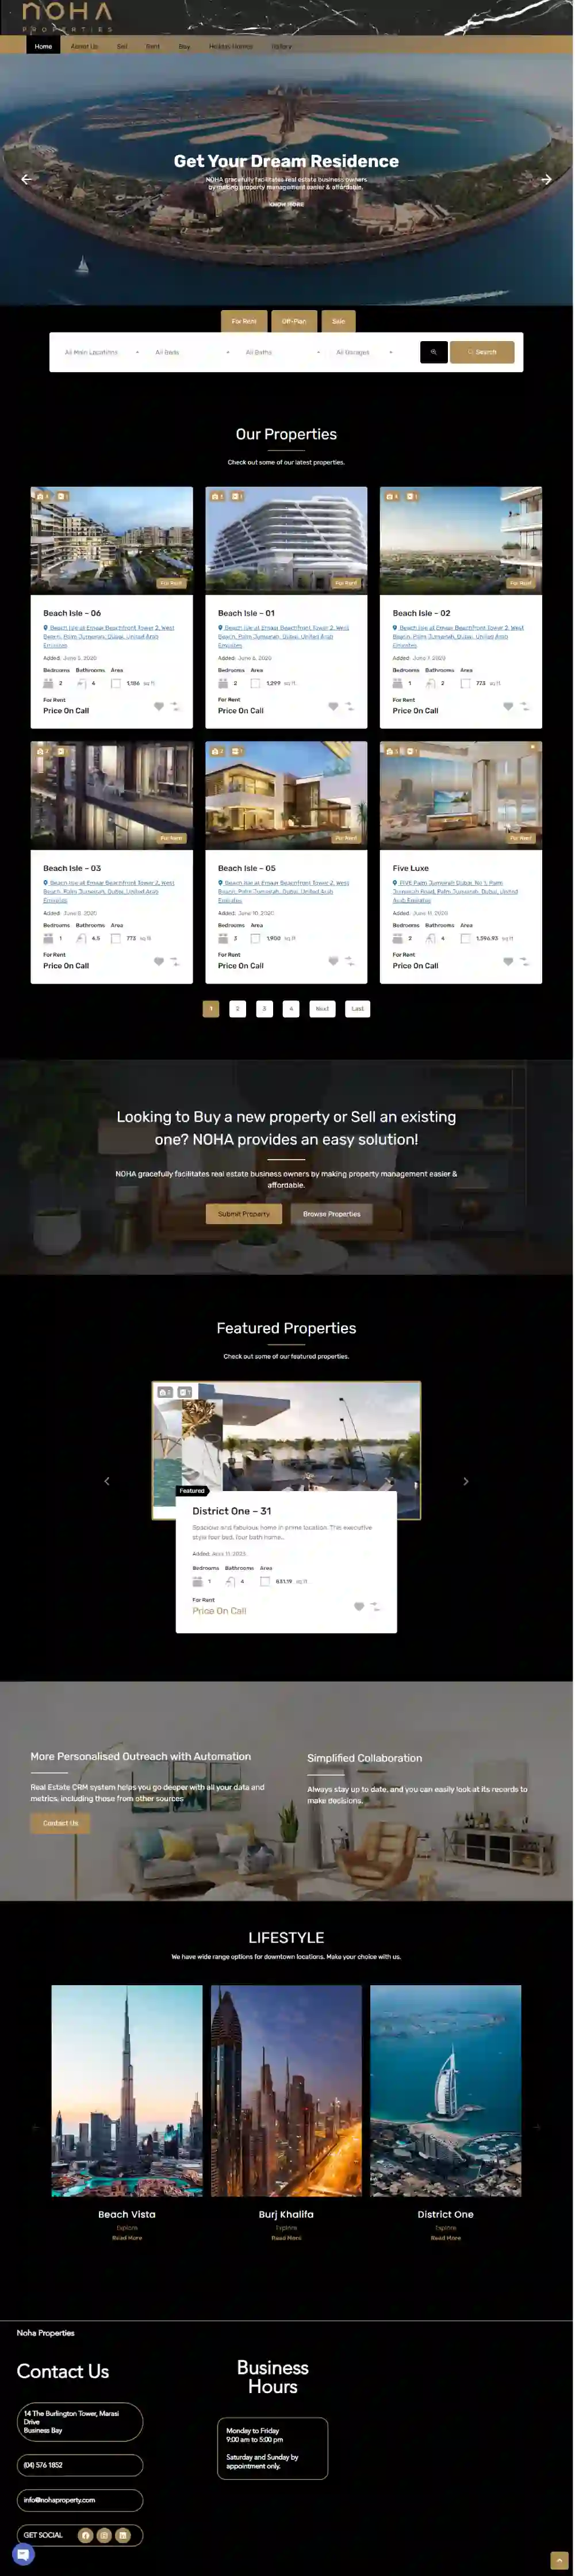 NOHA
PROPERTIES
Home About Us Sell Rent Buy Holiday Homes Gallery
Get Your Dream Residence
NOHA gracefully facilitates real estate business owners
by making property management easier & affordable.
KNOW MORE
For Rent Off-Plan Sale
All Main Locations All Beds All Baths All Garages Search
Our Properties
Check out some of our latest properties.
For Rent For Rent For Rent
Beach Isle – 06
Beach Isle at Emaar Beachfront Tower 2, West
Beach, Palm Jumeirah, Dubai, United Arab
Emirates
Added: June 5, 2020
Bedrooms Bathrooms Area
2 4 1,186 sq ft
For Rent
Price On Call
Beach Isle – 01
Beach Isle at Emaar Beachfront Tower 2, West
Beach, Palm Jumeirah, Dubai, United Arab
Emirates
Added: June 6, 2020
Bedrooms Area
2 1,299 sq ft
For Rent
Price On Call
Beach Isle – 02
Beach Isle at Emaar Beachfront Tower 2, West
Beach, Palm Jumeirah, Dubai, United Arab
Emirates
Added: June 7, 2020
Bedrooms Bathrooms Area
1 2 773 sq ft
For Rent
Price On Call
For Rent For Rent For Rent
Beach Isle – 03
Beach Isle at Emaar Beachfront Tower 2, West
Beach, Palm Jumeirah, Dubai, United Arab
Emirates
Added: June 8, 2020
Bedrooms Bathrooms Area
1 4.5 773 sq ft
For Rent
Price On Call
Beach Isle – 05
Beach Isle at Emaar Beachfront Tower 2, West
Beach, Palm Jumeirah, Dubai, United Arab
Emirates
Added: June 10, 2020
Bedrooms Area
3 1,900 sq ft
For Rent
Price On Call
Five Luxe
FIVE Palm Jumeirah Dubai, No 1, Palm
Jumeirah Road, Palm Jumeirah, Dubai, United
Arab Emirates
Added: June 11, 2020
Bedrooms Bathrooms Area
2 4 1,396.93 sq ft
For Rent
Price On Call
1 2 3 4 Next Last
Looking to Buy a new property or Sell an existing
one? NOHA provides an easy solution!
NOHA gracefully facilitates real estate business owners by making property management easier &
affordable.
Submit Property Browse Properties
Featured Properties
Check out some of our featured properties.
Featured
District One – 31
Spacious and fabulous home in prime location. This executive
style four bed, four bath home...
Added:
Bedrooms Bathrooms Area
1 4 651.19 sq ft
For Rent
Price On Call
More Personalised Outreach with Automation
Real Estate CRM system helps you go deeper with all your data and
metrics, including those from other sources
Contact Us
Simplified Collaboration
Always stay up to date, and you can easily look at its records to
make decisions.
LIFESTYLE
We have wide range options for downtown locations. Make your choice with us.
Beach Vista
Explore
Read More
Burj Khalifa
Explore
Read More
District One
Explore
Read More
Noha Properties
Contact Us
14 The Burlington Tower, Marasi
Drive
Business Bay
(04) 576 1852
info@nohaproperty.com
GET SOCIAL
Business
Hours
Monday to Friday
9:00 am to 5:00 pm
Saturday and Sunday by
appointment only.